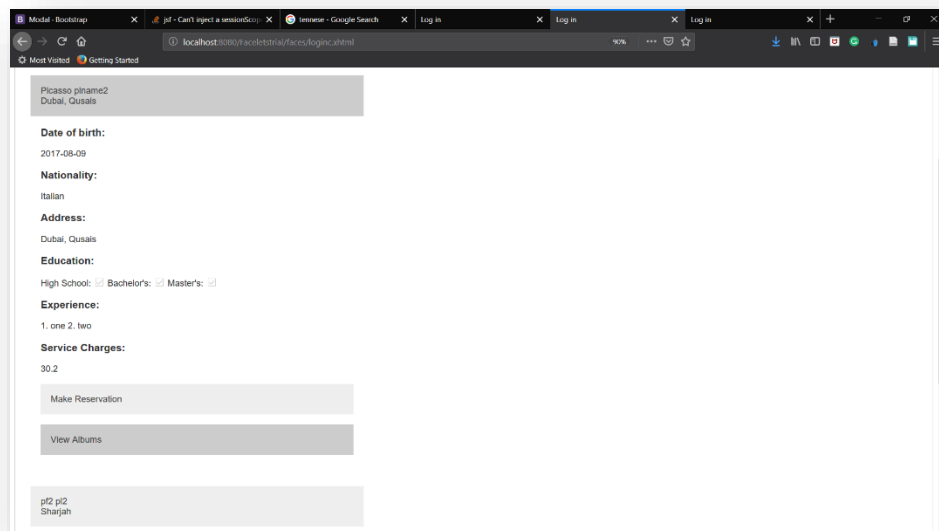 Modal · Bootstrap
jsf - Can't inject a sessionScop
tennese - Google Search
Log in
Log in
Log in
localhost:8080/Faceletstrial/faces/loginc.xhtml
90%
Most Visited
Getting Started
Picasso piname2
Dubai, Qusais
Date of birth:
2017-08-09
Nationality:
Italian
Address:
Dubai, Qusais
Education:
High School: Bachelor's: Master's:
Experience:
1. one 2. two
Service Charges:
30.2
Make Reservation
View Albums
pf2 pl2
Sharjah